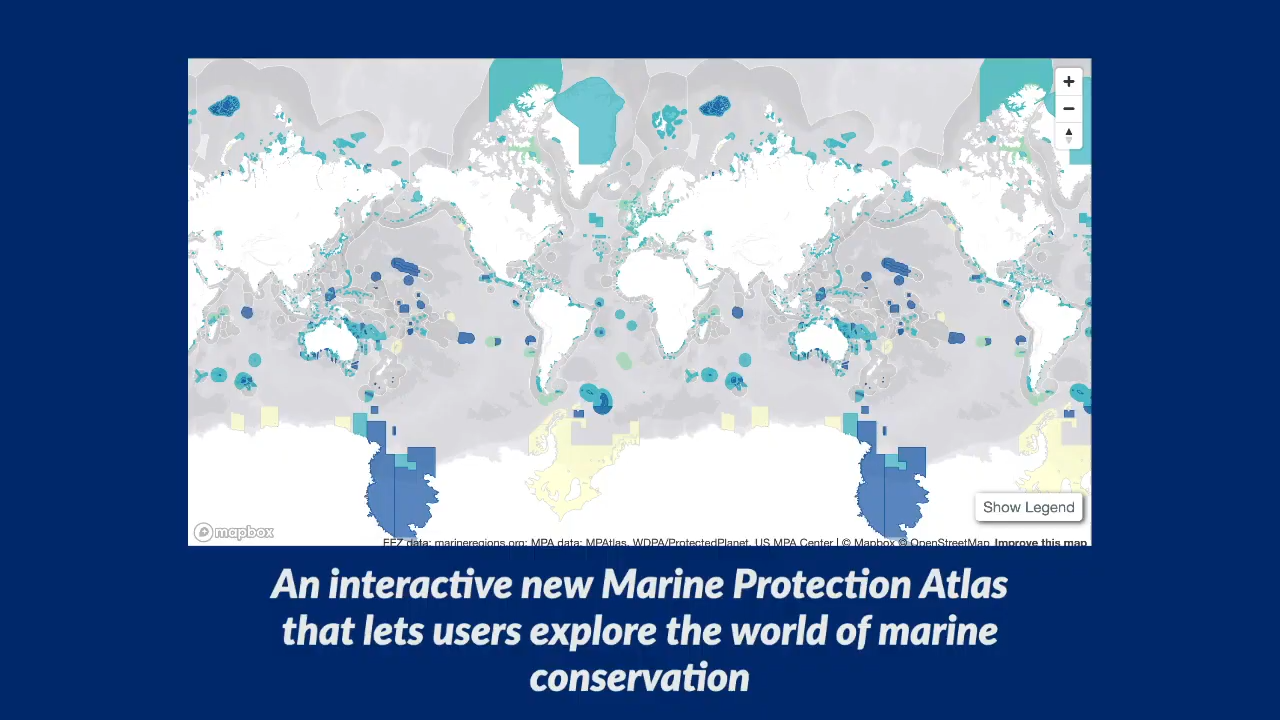 +
−
Show Legend
mapbox
EEZ data: marineregions.org; MPA data: MPAtlas, WDPA/ProtectedPlanet, US MPA Center | © Mapbox © OpenStreetMap Improve this map
An interactive new Marine Protection Atlas
that lets users explore the world of marine
conservation